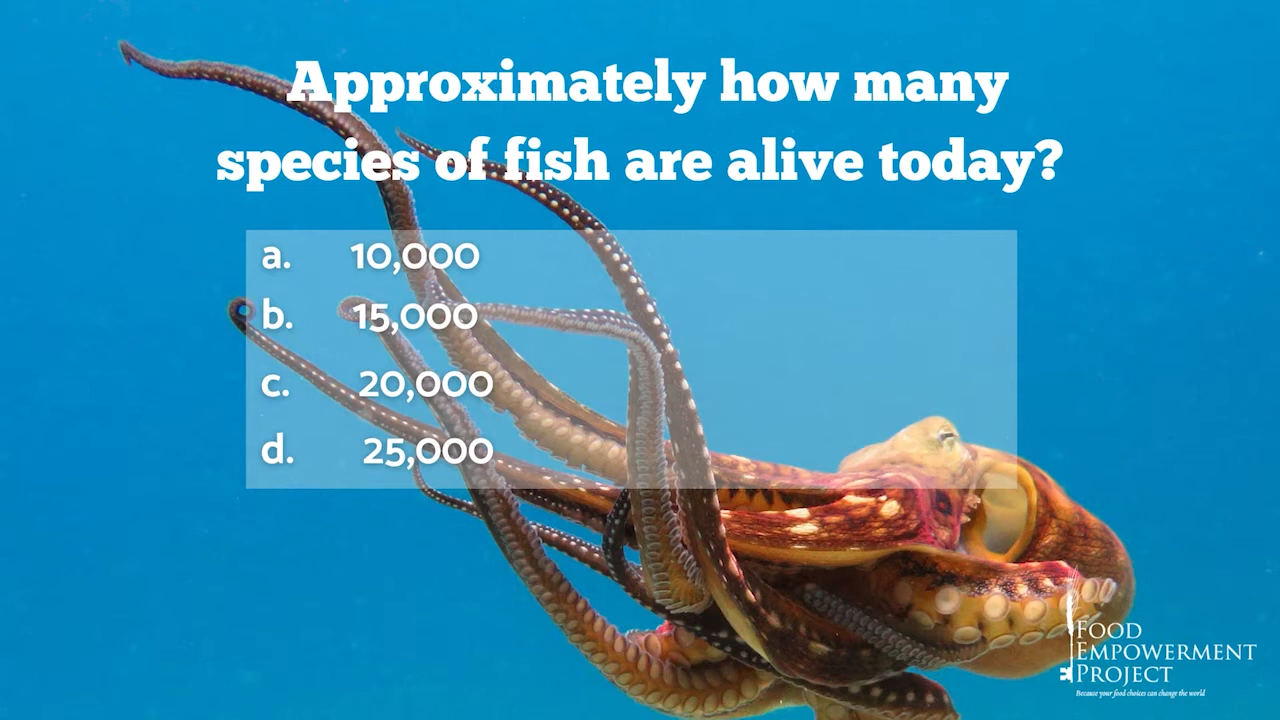 Approximately how many
species of fish are alive today?
a. 10,000
b. 15,000
c. 20,000
d. 25,000
FOOD
EMPOWERMENT
PROJECT
Because your food choices can change the world